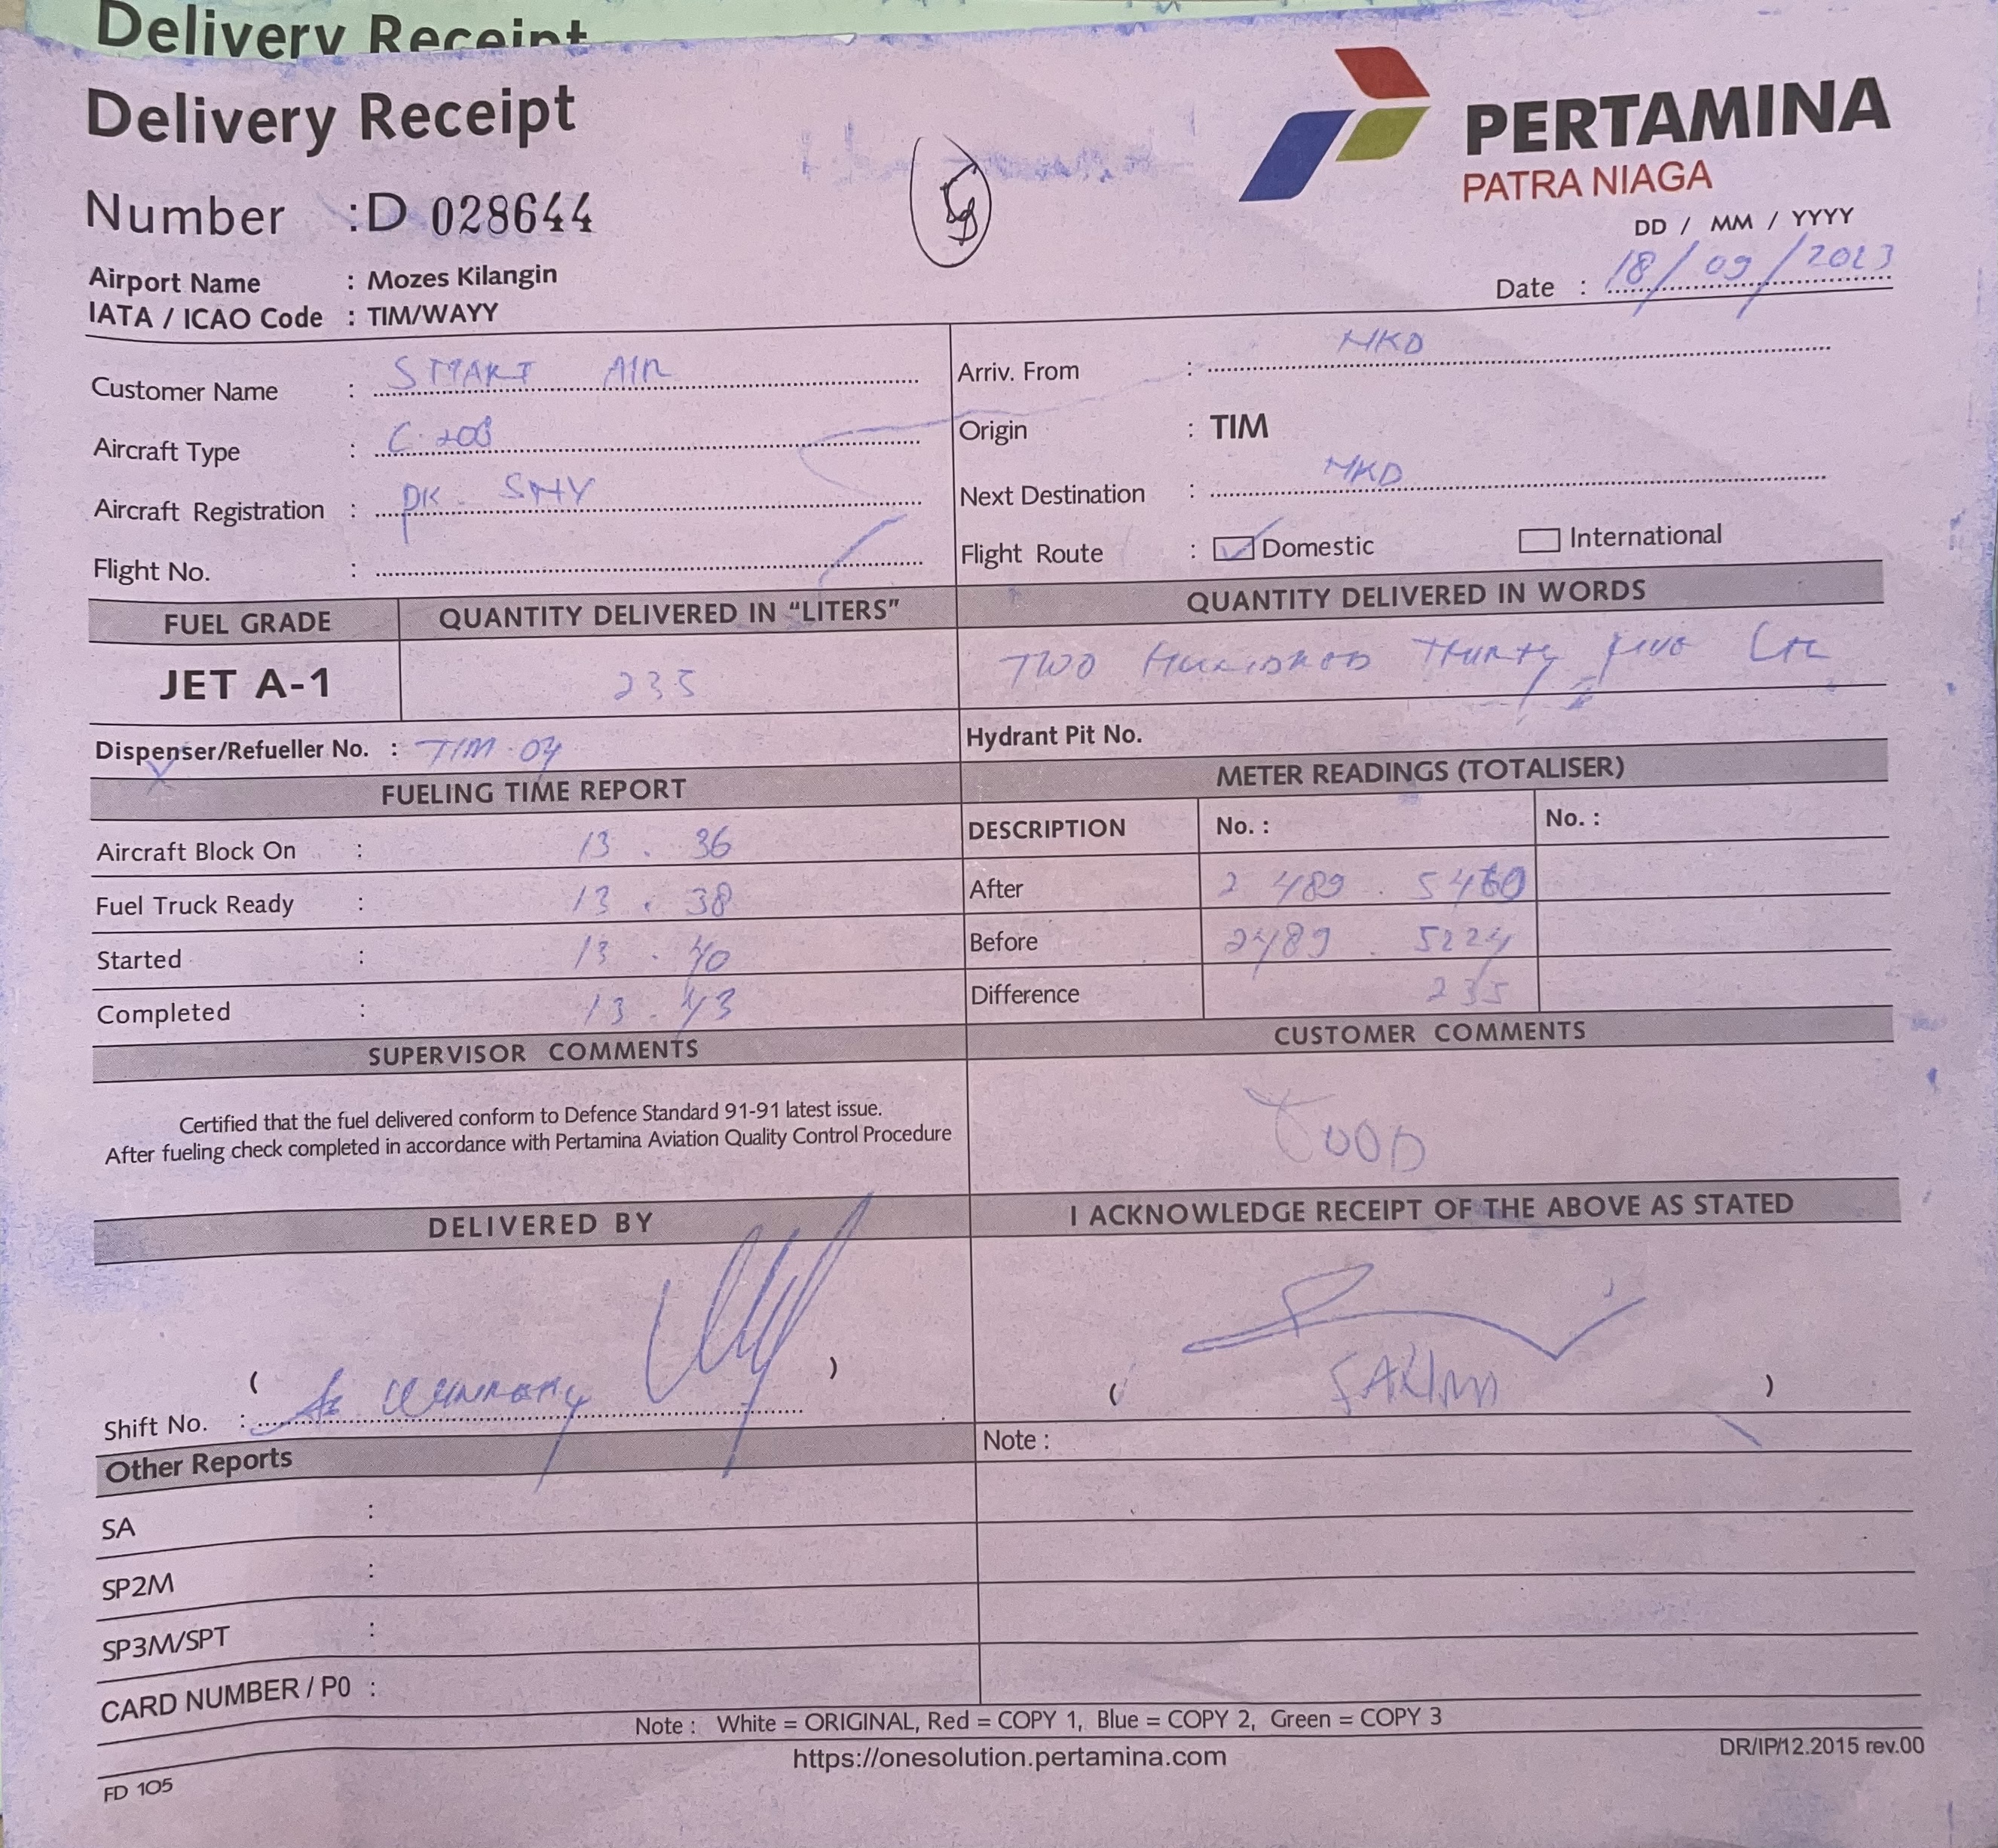 Delivery Receipt
Delivery Receipt
PERTAMINA
PATRA NIAGA
Number : D 028644
DD / MM / YYYY
Date : 18/09/2023
Airport Name : Mozes Kilangin
IATA / ICAO Code : TIM/WAYY
Customer Name : SMART AIR
Arriv. From : MKD
Aircraft Type : C 208
Origin : TIM
Aircraft Registration : PK - SNY
Next Destination : MKD
Flight No. :
Flight Route : Domestic International
FUEL GRADE QUANTITY DELIVERED IN “LITERS” QUANTITY DELIVERED IN WORDS
JET A-1 235 TWO HUNDRED THIRTY FIVE LTR
Dispenser/Refueller No. : TIM-04 Hydrant Pit No.
FUELING TIME REPORT METER READINGS (TOTALISER)
Aircraft Block On : 13.36 DESCRIPTION No. : No. :
Fuel Truck Ready : 13.38 After 2489.5460
Started : 13.40 Before 2489.5224
Completed : 13.43 Difference 235
SUPERVISOR COMMENTS CUSTOMER COMMENTS
Certified that the fuel delivered conform to Defence Standard 91-91 latest issue.
After fueling check completed in accordance with Pertamina Aviation Quality Control Procedure
GOOD
DELIVERED BY I ACKNOWLEDGE RECEIPT OF THE ABOVE AS STATED
( )
Shift No. :
( )
Other Reports Note :
SA :
SP2M :
SP3M/SPT :
CARD NUMBER / P0 :
Note : White = ORIGINAL, Red = COPY 1, Blue = COPY 2, Green = COPY 3
https://onesolution.pertamina.com
DR/IP/12.2015 rev.00
FD 105